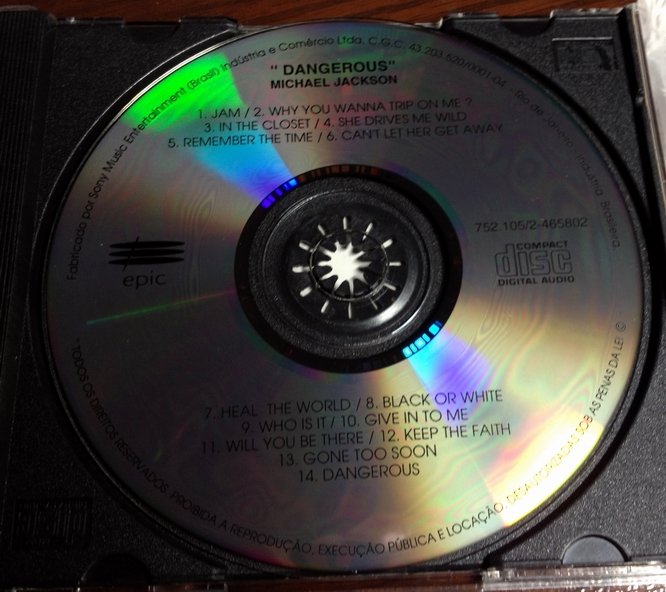 Fabricado por Sony Music Entertainment (Brasil) Indústria e Comércio Ltda. C.G.C. 43.203.520/0001-04 - Rio de Janeiro Indústria Brasileira
" DANGEROUS"
MICHAEL JACKSON
1. JAM / 2. WHY YOU WANNA TRIP ON ME ?
3. IN THE CLOSET / 4. SHE DRIVES ME WILD
5. REMEMBER THE TIME / 6. CAN'T LET HER GET AWAY
752.105/2-465802
epic
COMPACT
disc
DIGITAL AUDIO
7. HEAL THE WORLD / 8. BLACK OR WHITE
9. WHO IS IT / 10. GIVE IN TO ME
11. WILL YOU BE THERE / 12. KEEP THE FAITH
13. GONE TOO SOON
14. DANGEROUS
- TODOS OS DIREITOS RESERVADOS. PROIBIDA A REPRODUÇÃO, EXECUÇÃO PÚBLICA E LOCAÇÃO, DESAUTORIZADAS SOB AS PENAS DA LEI ©